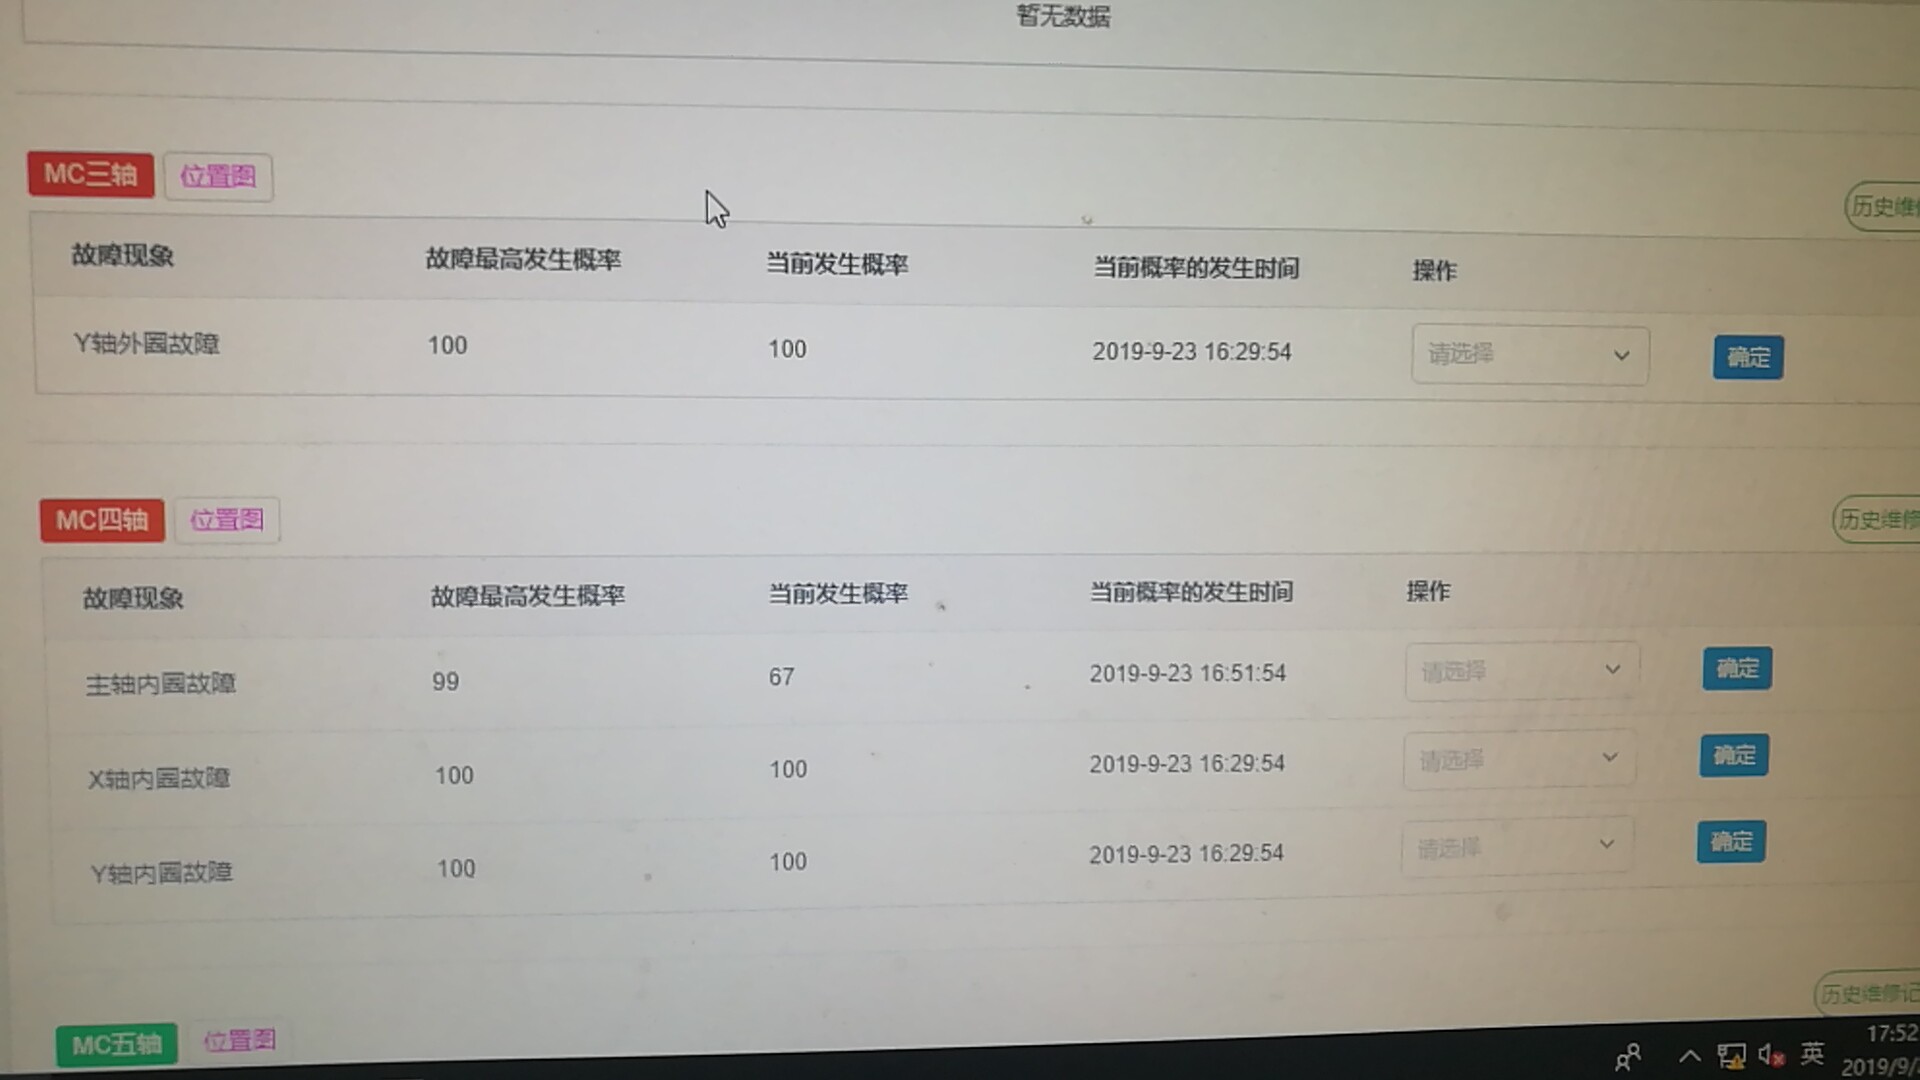 暂无数据
MC三轴 位置图
历史维修
故障现象 故障最高发生概率 当前发生概率 当前概率的发生时间 操作
Y轴外圆故障 100 100 2019-9-23 16:29:54 请选择 确定
MC四轴 位置图
历史维修
故障现象 故障最高发生概率 当前发生概率 当前概率的发生时间 操作
主轴内圆故障 99 67 2019-9-23 16:51:54 请选择 确定
X轴内圆故障 100 100 2019-9-23 16:29:54 请选择 确定
Y轴内圆故障 100 100 2019-9-23 16:29:54 请选择 确定
历史维修记
MC五轴 位置图
英 17:52
2019/9/